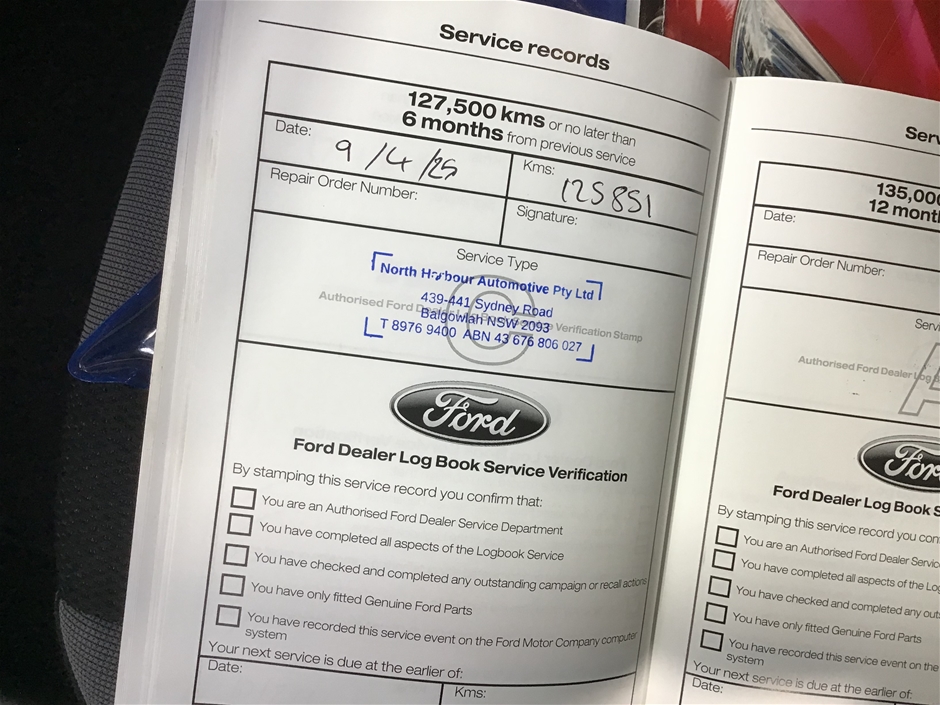 Service records
127,500 kms or no later than
6 months from previous service
Date: 9/4/25
Kms: 125851
Repair Order Number:
Signature:
Service Type
C
North Harbour Automotive Pty Ltd
439-441 Sydney Road
Authorised Ford Dealer Log Book Service Verification Stamp
Balgowlah NSW 2093
T 8976 9400 ABN 43 676 806 027
Ford
Ford Dealer Log Book Service Verification
By stamping this service record you confirm that:
You are an Authorised Ford Dealer Service Department
You have completed all aspects of the Logbook Service
You have checked and completed any outstanding campaign or recall actions
You have only fitted Genuine Ford Parts
You have recorded this service event on the Ford Motor Company computer
system
Your next service is due at the earlier of:
Date:
Kms:
Ser
135,000
12 mont
Date:
Repair Order Number:
Servi
Authorised Ford Dealer Log B
A
Ford
Ford Dealer Log Book S
By stamping this service record you con
You are an Authorised Ford Dealer Servic
You have completed all aspects of the Lo
You have checked and completed any out
You have only fitted Genuine Ford Parts
You have recorded this service event on the
system
Your next service is due at the earlier of:
Date: